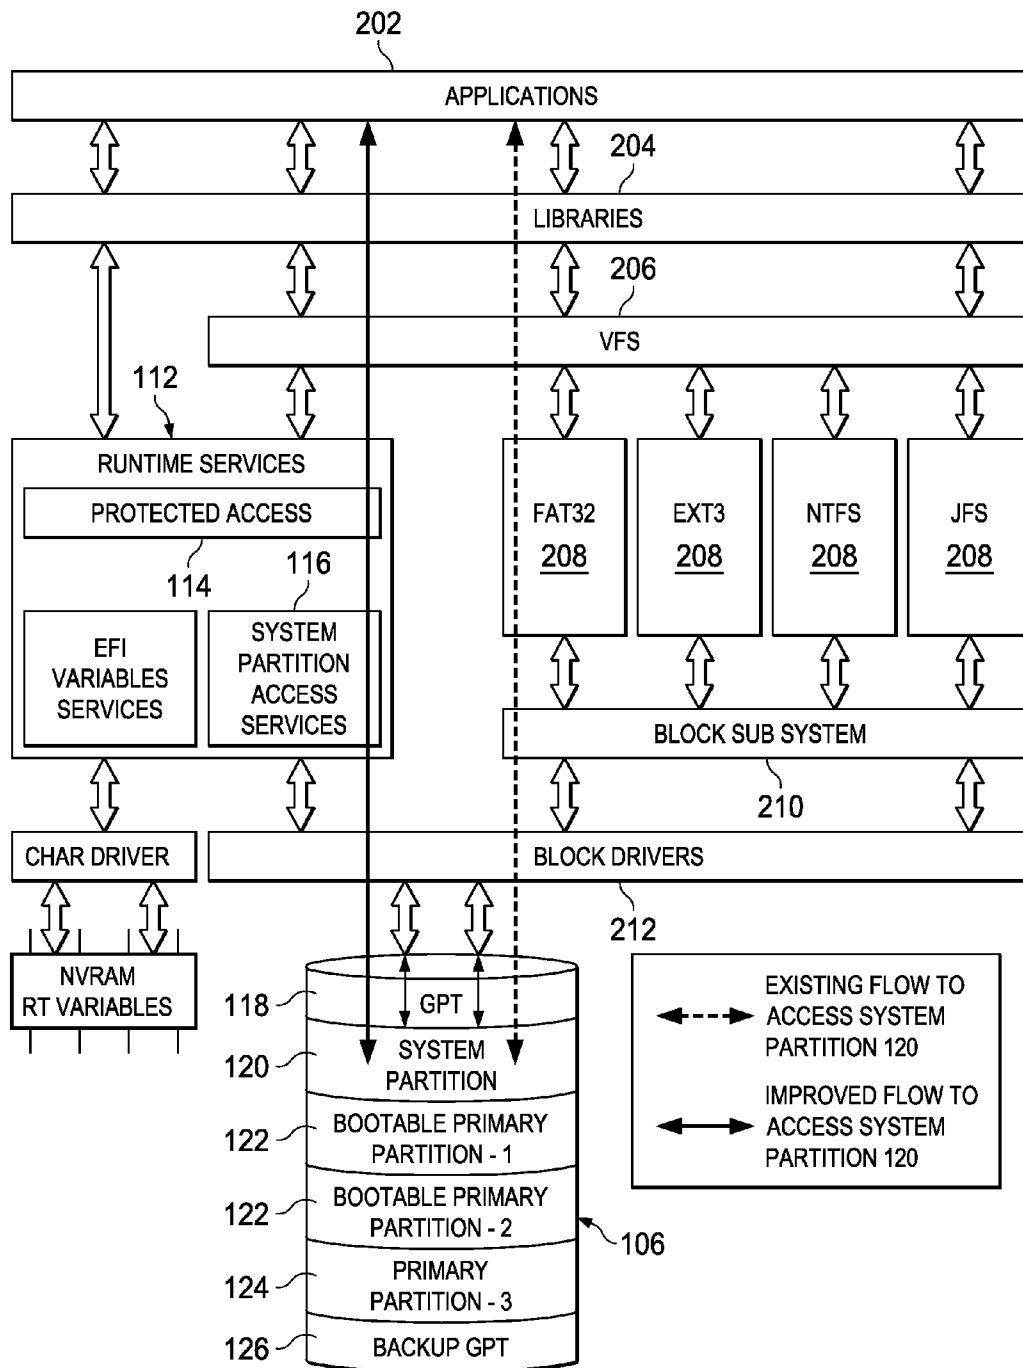 202
APPLICATIONS
204
LIBRARIES
206
VFS
112
RUNTIME SERVICES
PROTECTED ACCESS
114
116
EFI
VARIABLES
SERVICES
SYSTEM
PARTITION
ACCESS
SERVICES
FAT32
208
EXT3
208
NTFS
208
JFS
208
BLOCK SUB SYSTEM
210
CHAR DRIVER
BLOCK DRIVERS
212
NVRAM
RT VARIABLES
118
GPT
120
SYSTEM
PARTITION
122
BOOTABLE PRIMARY
PARTITION - 1
122
BOOTABLE PRIMARY
PARTITION - 2
106
124
PRIMARY
PARTITION - 3
126
BACKUP GPT
EXISTING FLOW TO
ACCESS SYSTEM
PARTITION 120
IMPROVED FLOW TO
ACCESS SYSTEM
PARTITION 120